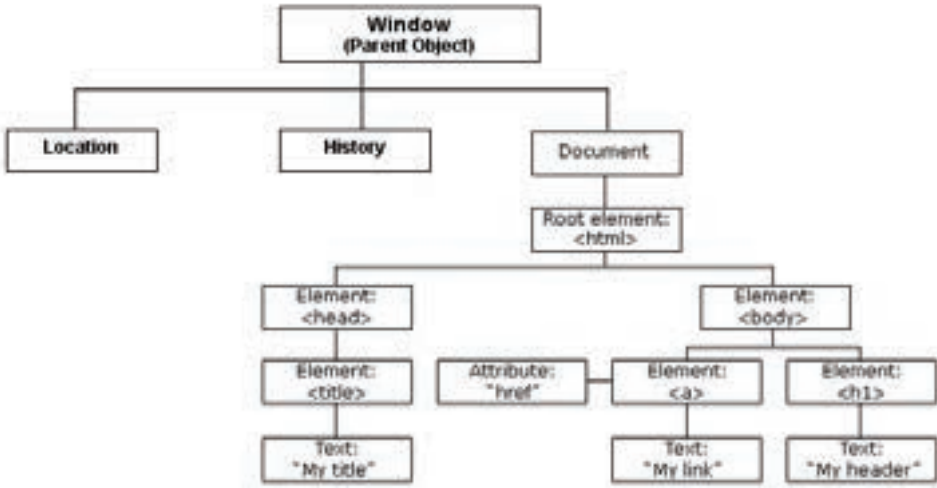 Window
(Parent Object)
Location
History
Document
Root element:
<html>
Element:
<head>
Element:
<body>
Element:
<title>
Attribute:
"href"
Element:
<a>
Element:
<h1>
Text:
"My title"
Text:
"My link"
Text:
"My header"